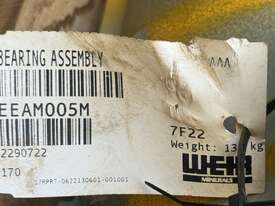 BEARING ASSEMBLY
EEAM005M
2290722
170
7F22
Weight: 13 kg
WEIR
MINERALS